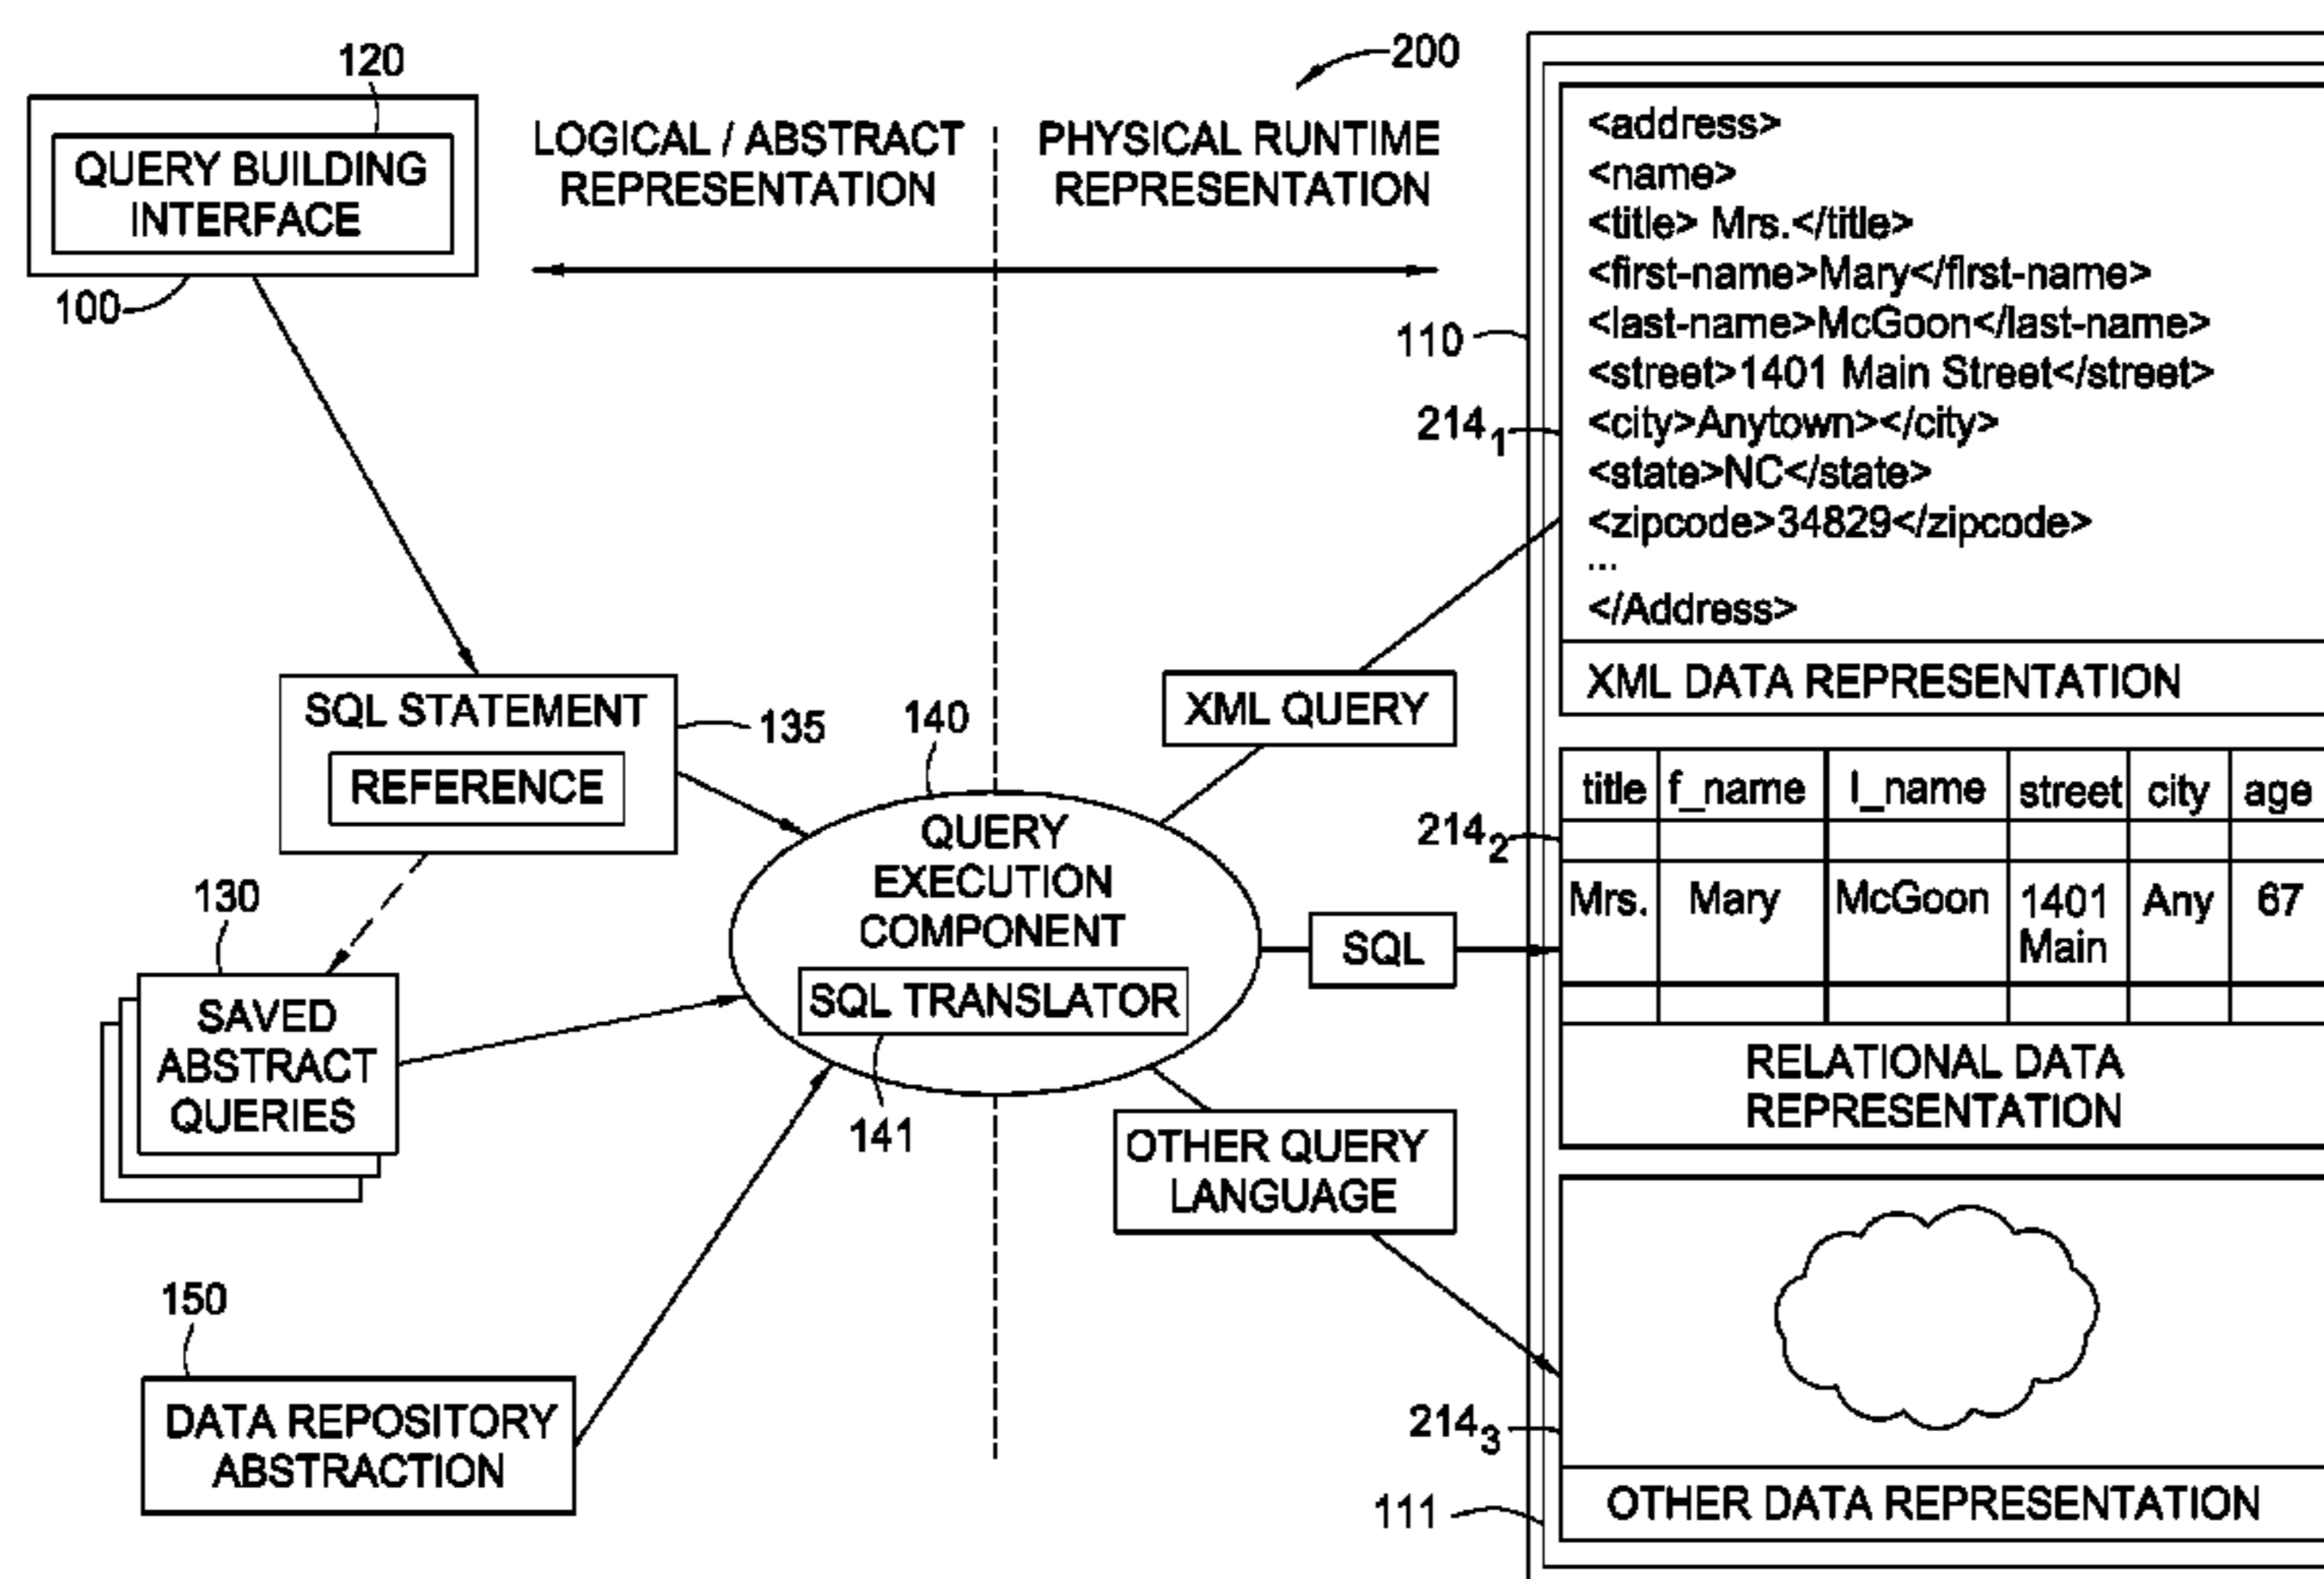 120
QUERY BUILDING
INTERFACE
100
LOGICAL / ABSTRACT
REPRESENTATION
PHYSICAL RUNTIME
REPRESENTATION
200
SQL STATEMENT
REFERENCE
135
130
SAVED
ABSTRACT
QUERIES
150
DATA REPOSITORY
ABSTRACTION
140
QUERY
EXECUTION
COMPONENT
SQL TRANSLATOR
141
XML QUERY
SQL
OTHER QUERY
LANGUAGE
110
214₁
<address>
<name>
<title> Mrs.</title>
<first-name>Mary</first-name>
<last-name>McGoon</last-name>
<street>1401 Main Street</street>
<city>Anytown></city>
<state>NC</state>
<zipcode>34829</zipcode>
...
</Address>
XML DATA REPRESENTATION
214₂
title f_name l_name street city age
Mrs. Mary McGoon 1401 Any 67
Main
RELATIONAL DATA
REPRESENTATION
214₃
111
OTHER DATA REPRESENTATION